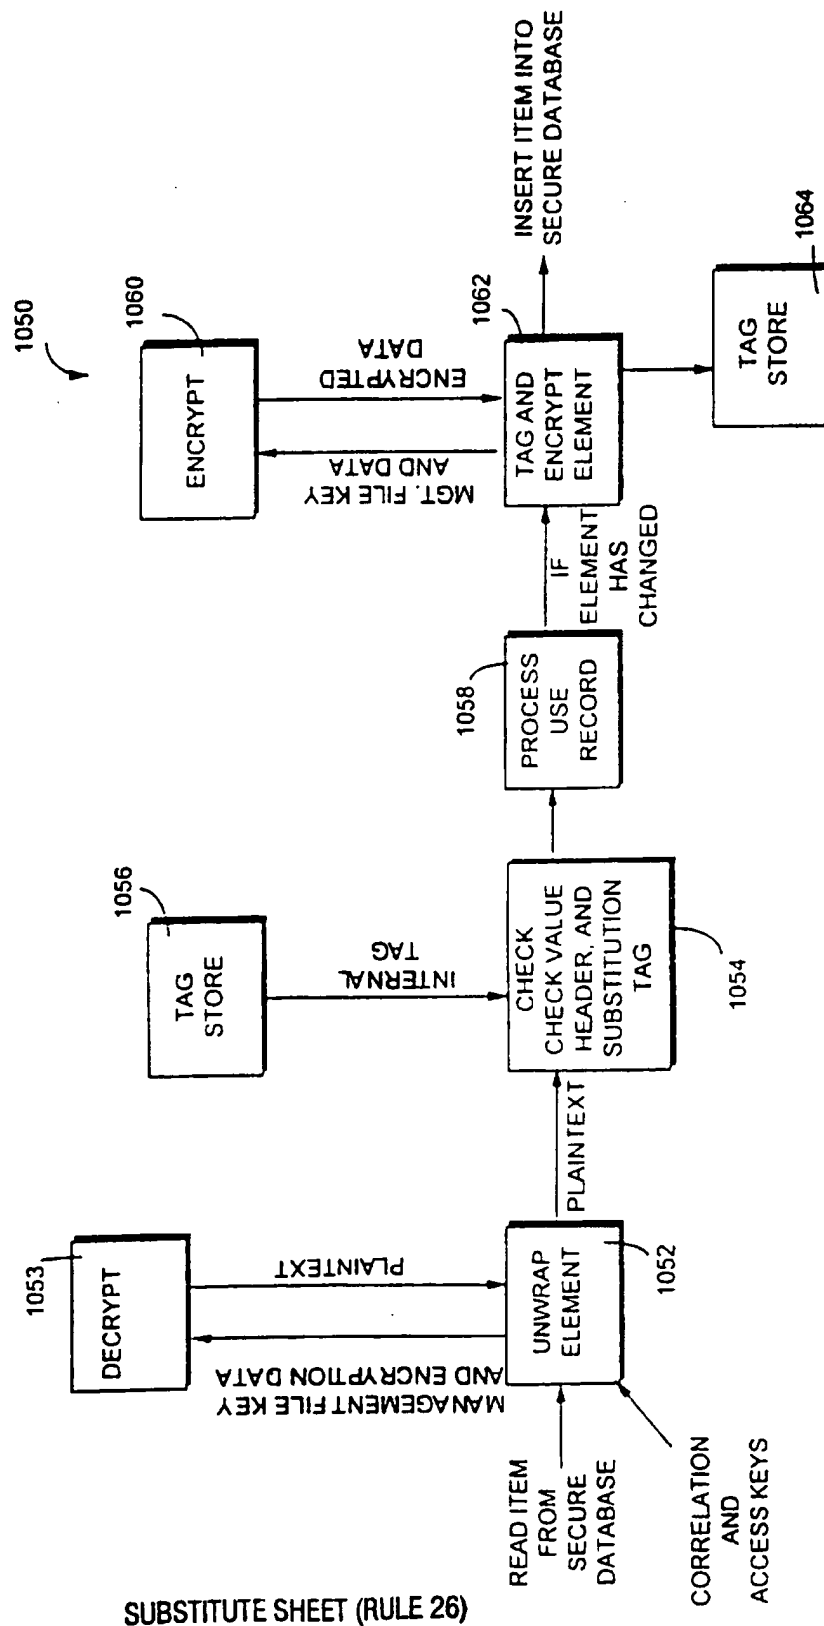 1050
1053
DECRYPT
MANAGEMENT FILE KEY
AND ENCRYPTION DATA
PLAINTEXT
READ ITEM
FROM
SECURE
DATABASE
CORRELATION
AND
ACCESS KEYS
UNWRAP
ELEMENT
1052
PLAINTEXT
1056
TAG
STORE
INTERNAL
TAG
CHECK
CHECK VALUE
HEADER, AND
SUBSTITUTION
TAG
1054
1058
PROCESS
USE
RECORD
IF
ELEMENT
HAS
CHANGED
1060
ENCRYPT
MGT. FILE KEY
AND DATA
ENCRYPTED
DATA
1062
TAG AND
ENCRYPT
ELEMENT
INSERT ITEM INTO
SECURE DATABASE
TAG
STORE
1064
SUBSTITUTE SHEET (RULE 26)